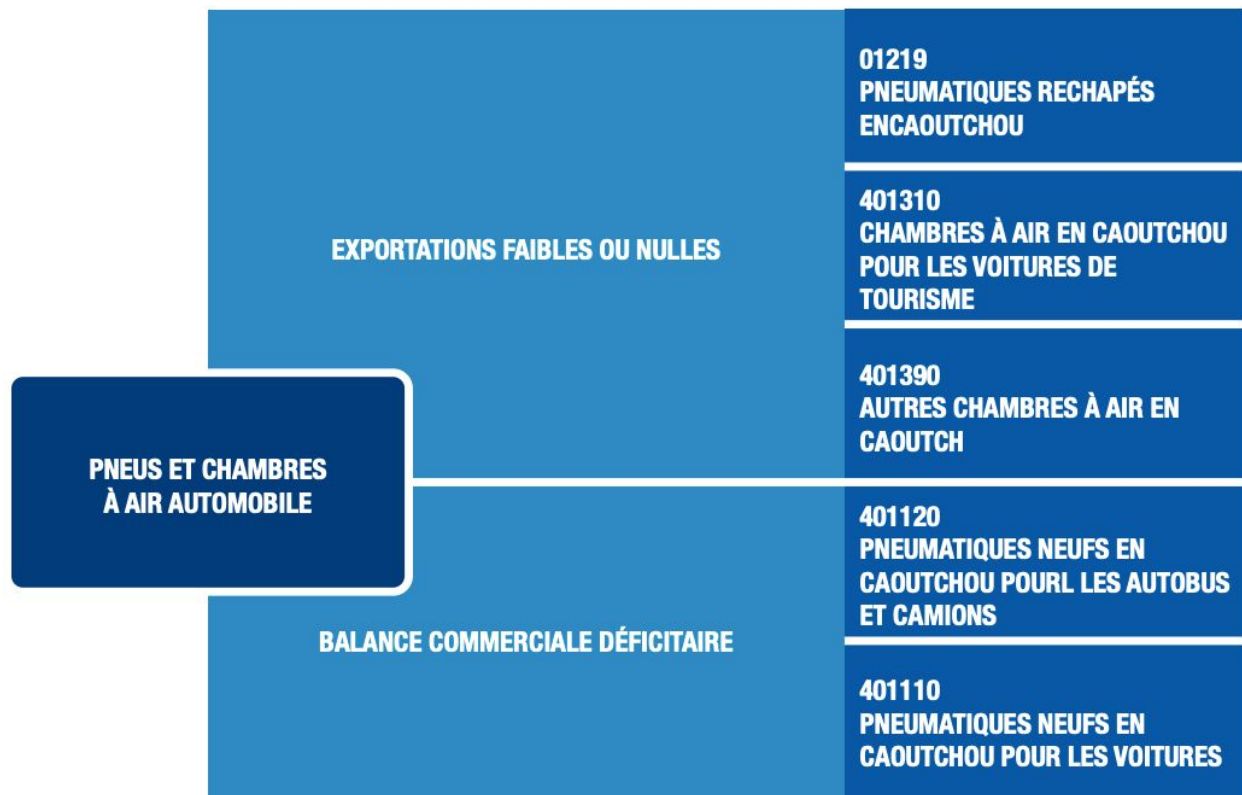 PNEUS ET CHAMBRES
À AIR AUTOMOBILE
EXPORTATIONS FAIBLES OU NULLES
01219
PNEUMATIQUES RECHAPÉS
ENCAOUTCHOU
401310
CHAMBRES À AIR EN CAOUTCHOU
POUR LES VOITURES DE
TOURISME
401390
AUTRES CHAMBRES À AIR EN
CAOUTCH
BALANCE COMMERCIALE DÉFICITAIRE
401120
PNEUMATIQUES NEUFS EN
CAOUTCHOU POURL LES AUTOBUS
ET CAMIONS
401110
PNEUMATIQUES NEUFS EN
CAOUTCHOU POUR LES VOITURES